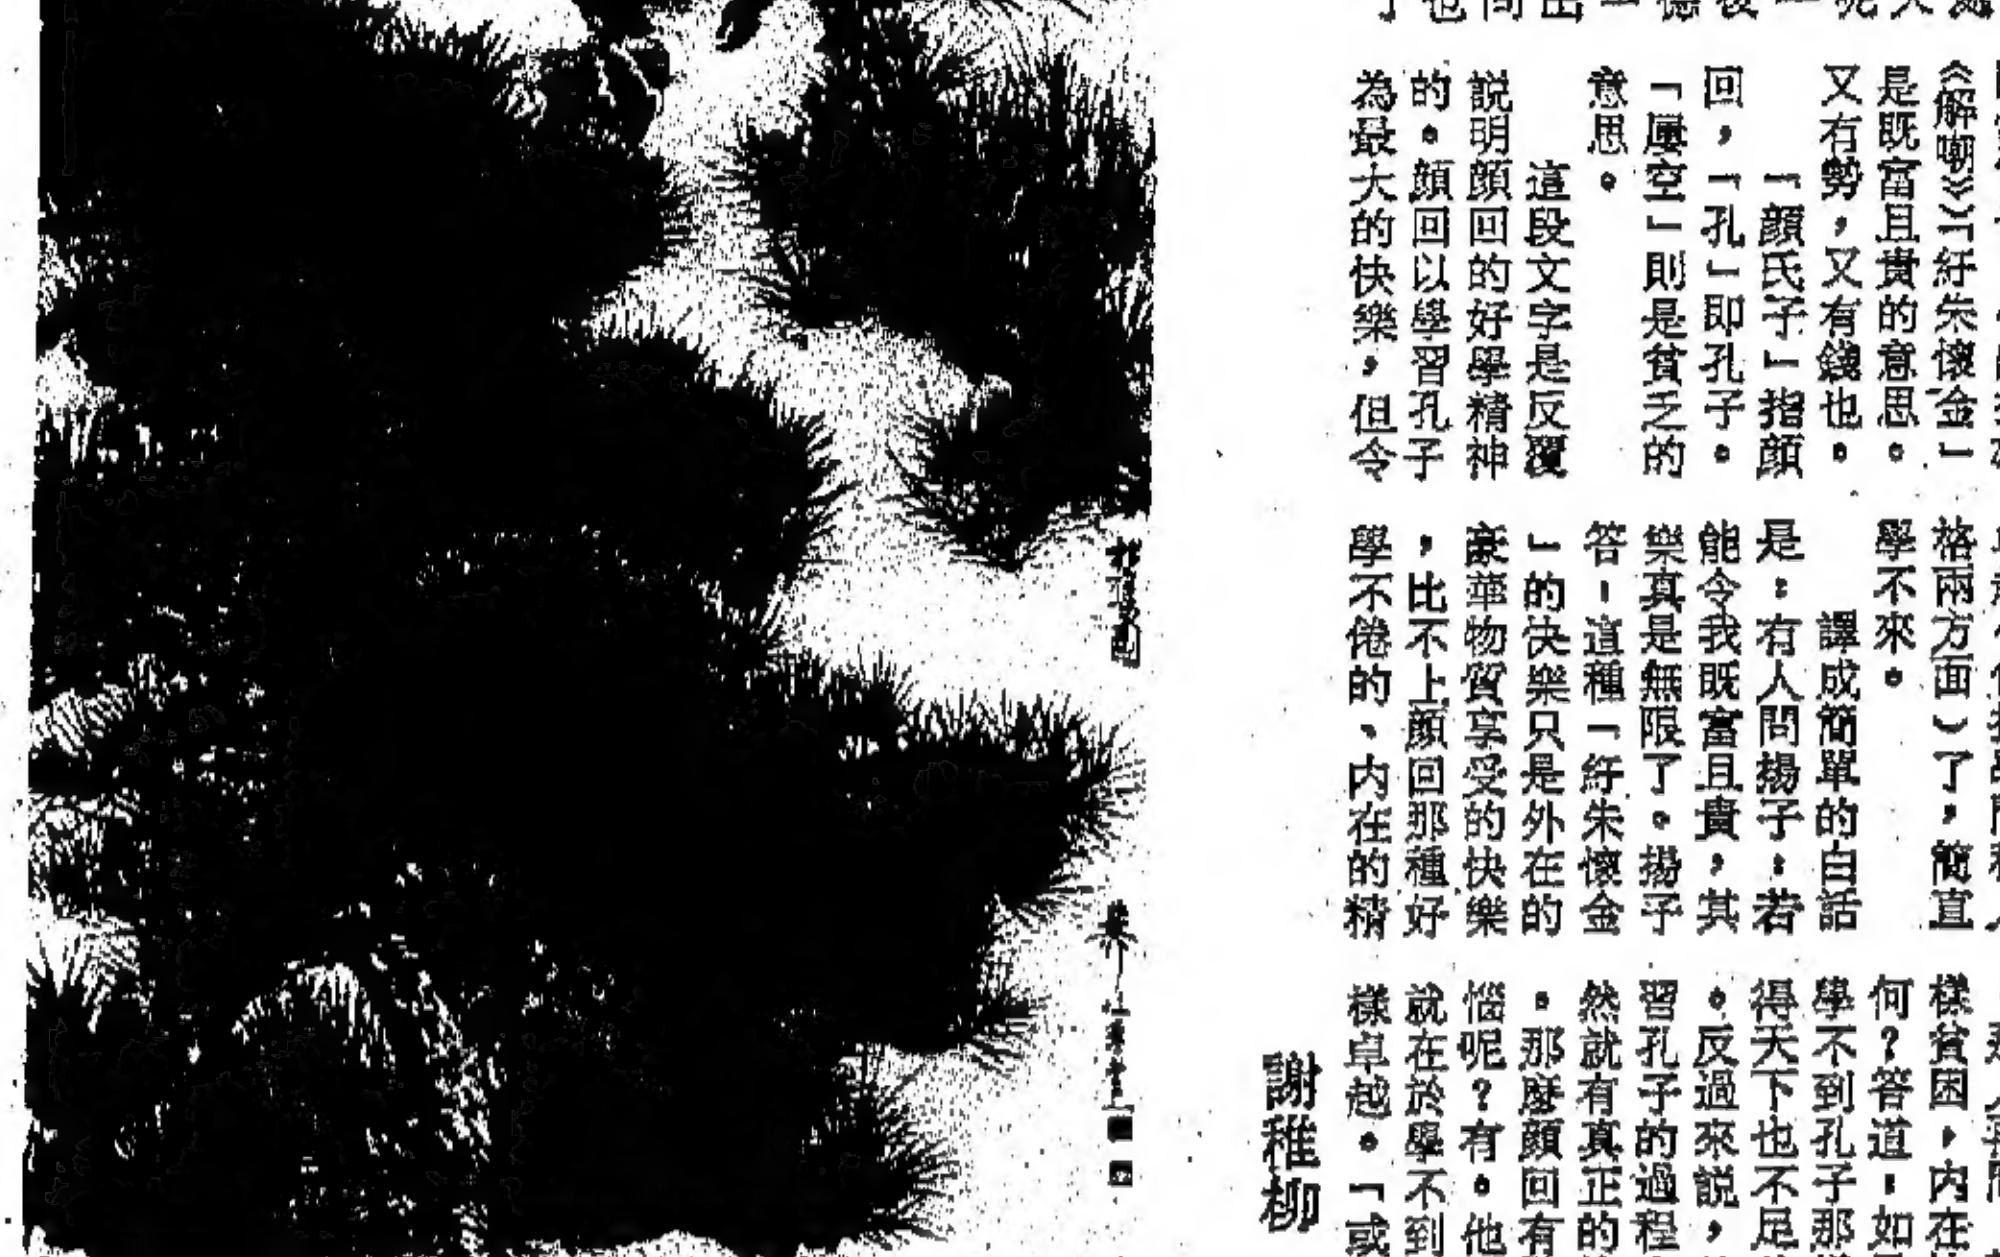 《解嘲》）「紆朱懷金」
是既富且貴的意思。
又有勢，又有錢也。
「顏氏子」指顏
回，「孔」即孔子。
「屢空」則是貧乏的
意思。
這段文字是反覆
説明顏回的好學精神
的。顏回以學習孔子
為最大的快樂，但令
格兩方面）了，簡直
學不來。
譯成簡單的白話
是：有人問揚子：若
能令我既富且貴，其
樂真是無限了。揚子
答－這種「紆朱懷金
」的快樂只是外在的
豪華物質享受的快樂
，比不上顏回那種好
學不倦的、内在的精
樣貧困，内在
何？答道：如
學不到孔子那
得天下也不足
。反過來説，
習孔子的過程
然就有真正的
。那麼顏回有
惱呢？有。他
就在於學不到
樣卓越。「或
謝稚柳